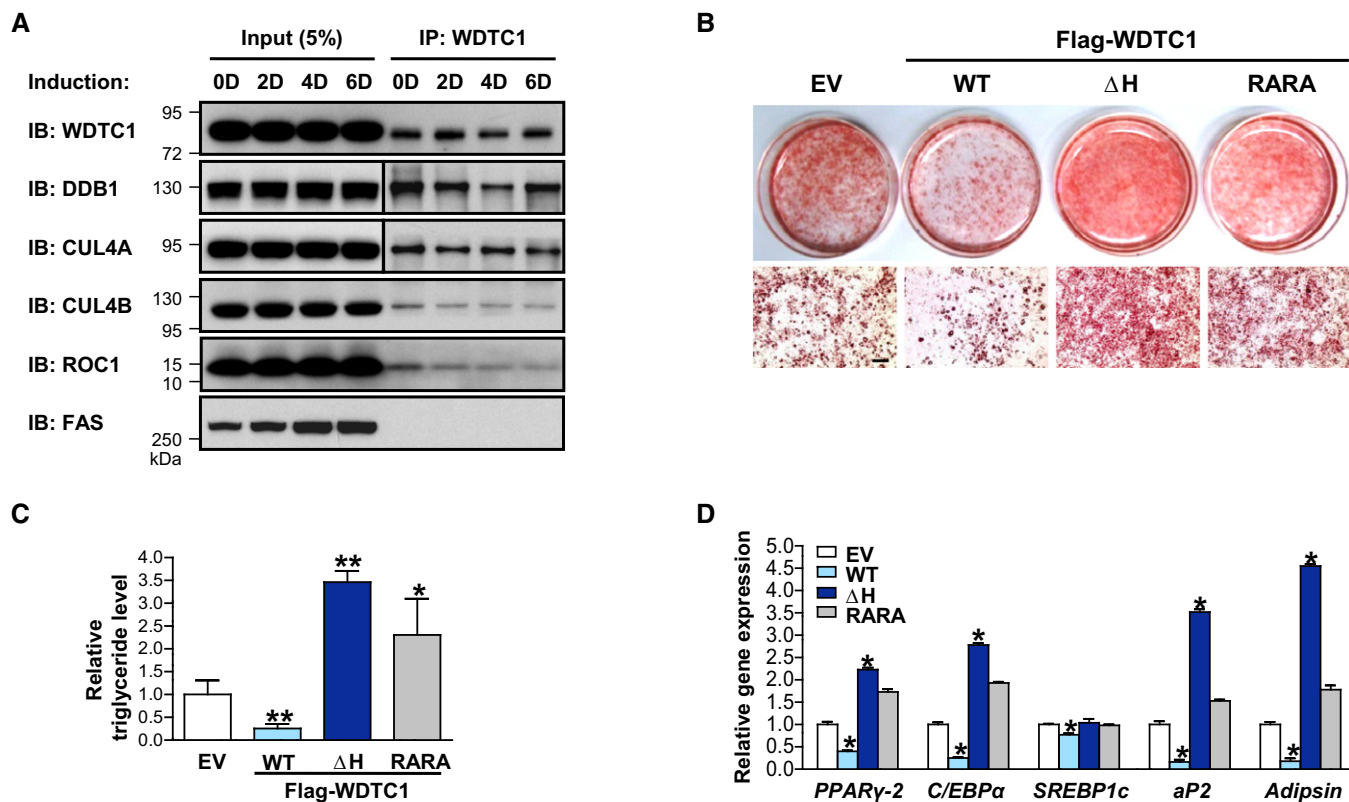 A
Input (5%) IP: WDTC1
Induction: 0D 2D 4D 6D 0D 2D 4D 6D
IB: WDTC1 95 72
IB: DDB1 130
IB: CUL4A 95
IB: CUL4B 130 95
IB: ROC1 15 10
IB: FAS 250
kDa
B
Flag-WDTC1
EV WT ΔH RARA
C
Relative
triglyceride level
4.0
3.5
3.0
2.5
2.0
1.5
1.0
0.5
0.0
** ** *
EV WT ΔH RARA
Flag-WDTC1
D
Relative gene expression
5.0
4.5
4.0
3.5
3.0
2.5
2.0
1.5
1.0
0.5
0.0
EV
WT
ΔH
RARA
* * * * * * * * *
PPARγ-2 C/EBPα SREBP1c aP2 Adipsin